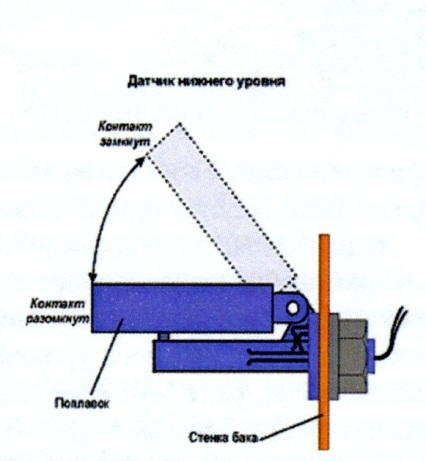 Датчик нижнего уровня
Контакт
замкнут
Контакт
разомкнут
Поплавок
Стенка бака